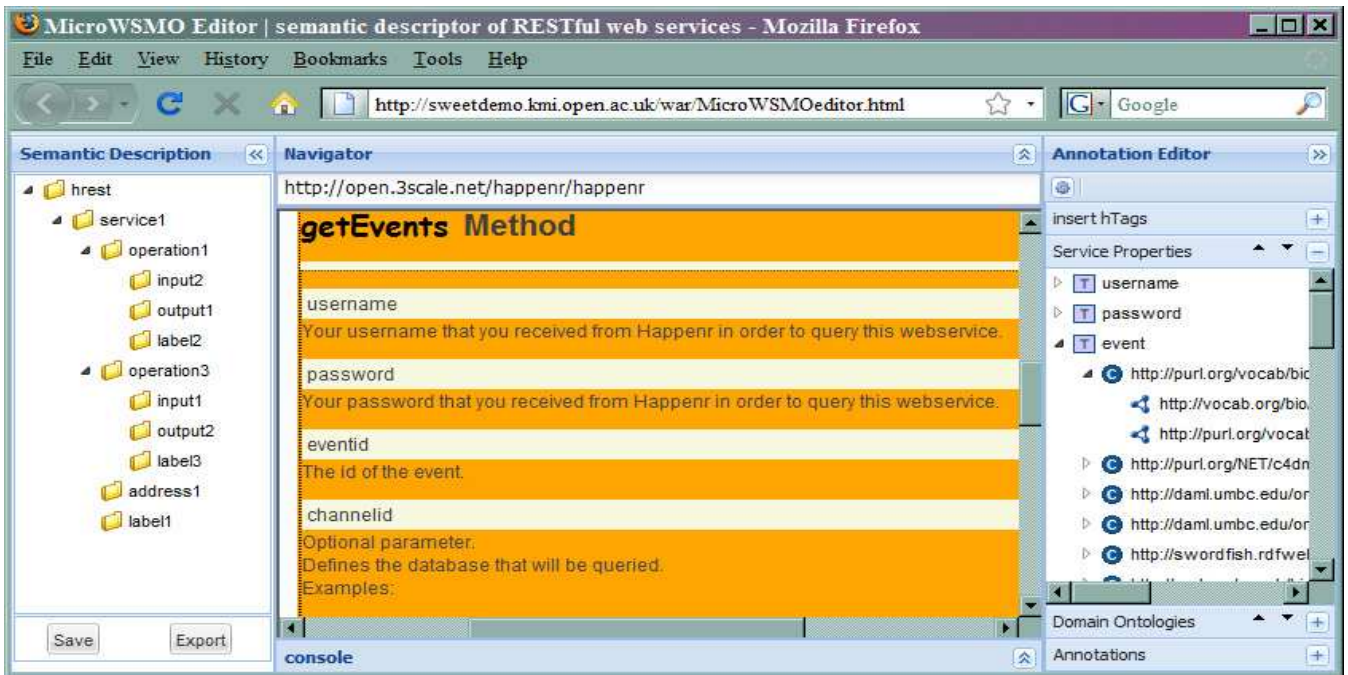 MicroWSMO Editor | semantic descriptor of RESTful web services - Mozilla Firefox
File Edit View History Bookmarks Tools Help
http://sweetdemo.kmi.open.ac.uk/war/MicroWSMOeditor.html
G Google
Semantic Description
hrest
service1
operation1
input2
output1
label2
operation3
input1
output2
label3
address1
label1
Save Export
Navigator
http://open.3scale.net/happenr/happenr
getEvents Method
username
Your username that you received from Happenr in order to query this webservice.
password
Your password that you received from Happenr in order to query this webservice.
eventid
The id of the event.
channelid
Optional parameter.
Defines the database that will be queried.
Examples:
console
Annotation Editor
insert hTags
Service Properties
T username
T password
T event
C http://purl.org/vocab/bio
http://vocab.org/bio.
http://purl.org/vocab
C http://purl.org/NET/c4dn
C http://daml.umbc.edu/or
C http://daml.umbc.edu/or
C http://swordfish.rdfwel
Domain Ontologies
Annotations